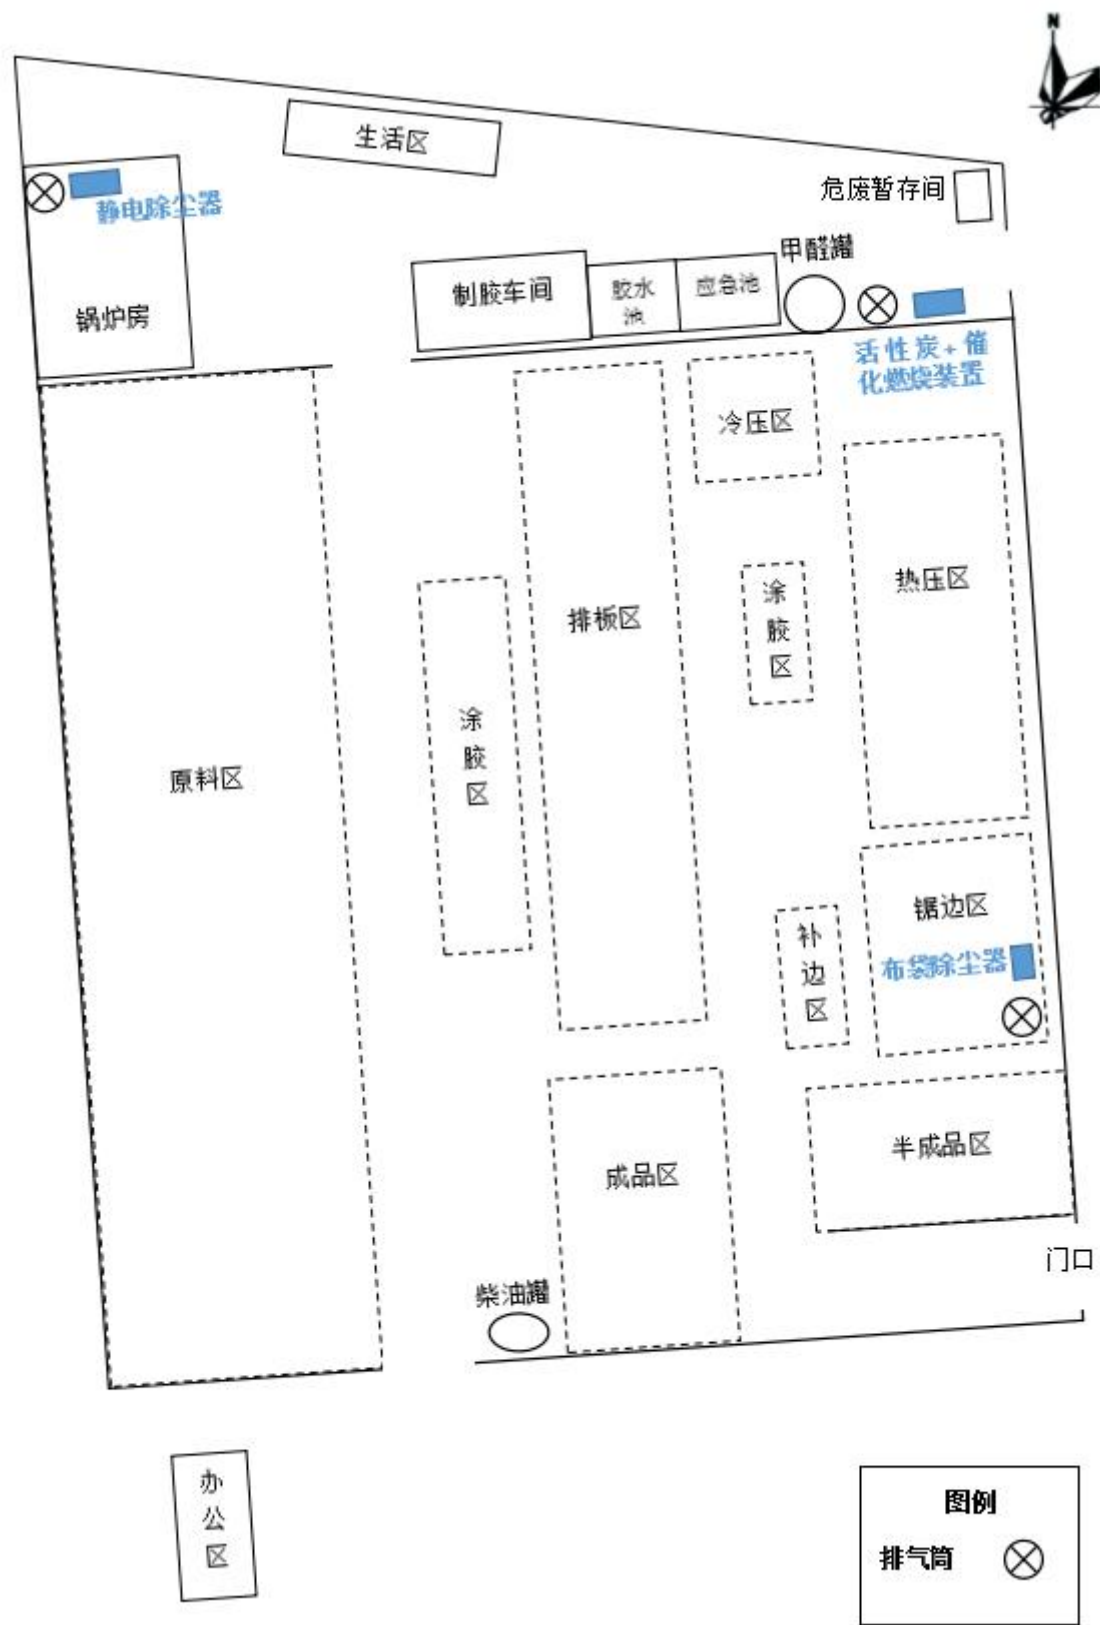 N
生活区
静电除尘器
锅炉房
危废暂存间
甲醛罐
制胶车间
胶水
池
应急池
活性炭+催
化燃烧装置
冷压区
热压区
排板区
涂
胶
区
涂
胶
区
原料区
锯边区
布袋除尘器
补
边
区
半成品区
成品区
门口
柴油罐
办
公
区
图例
排气筒